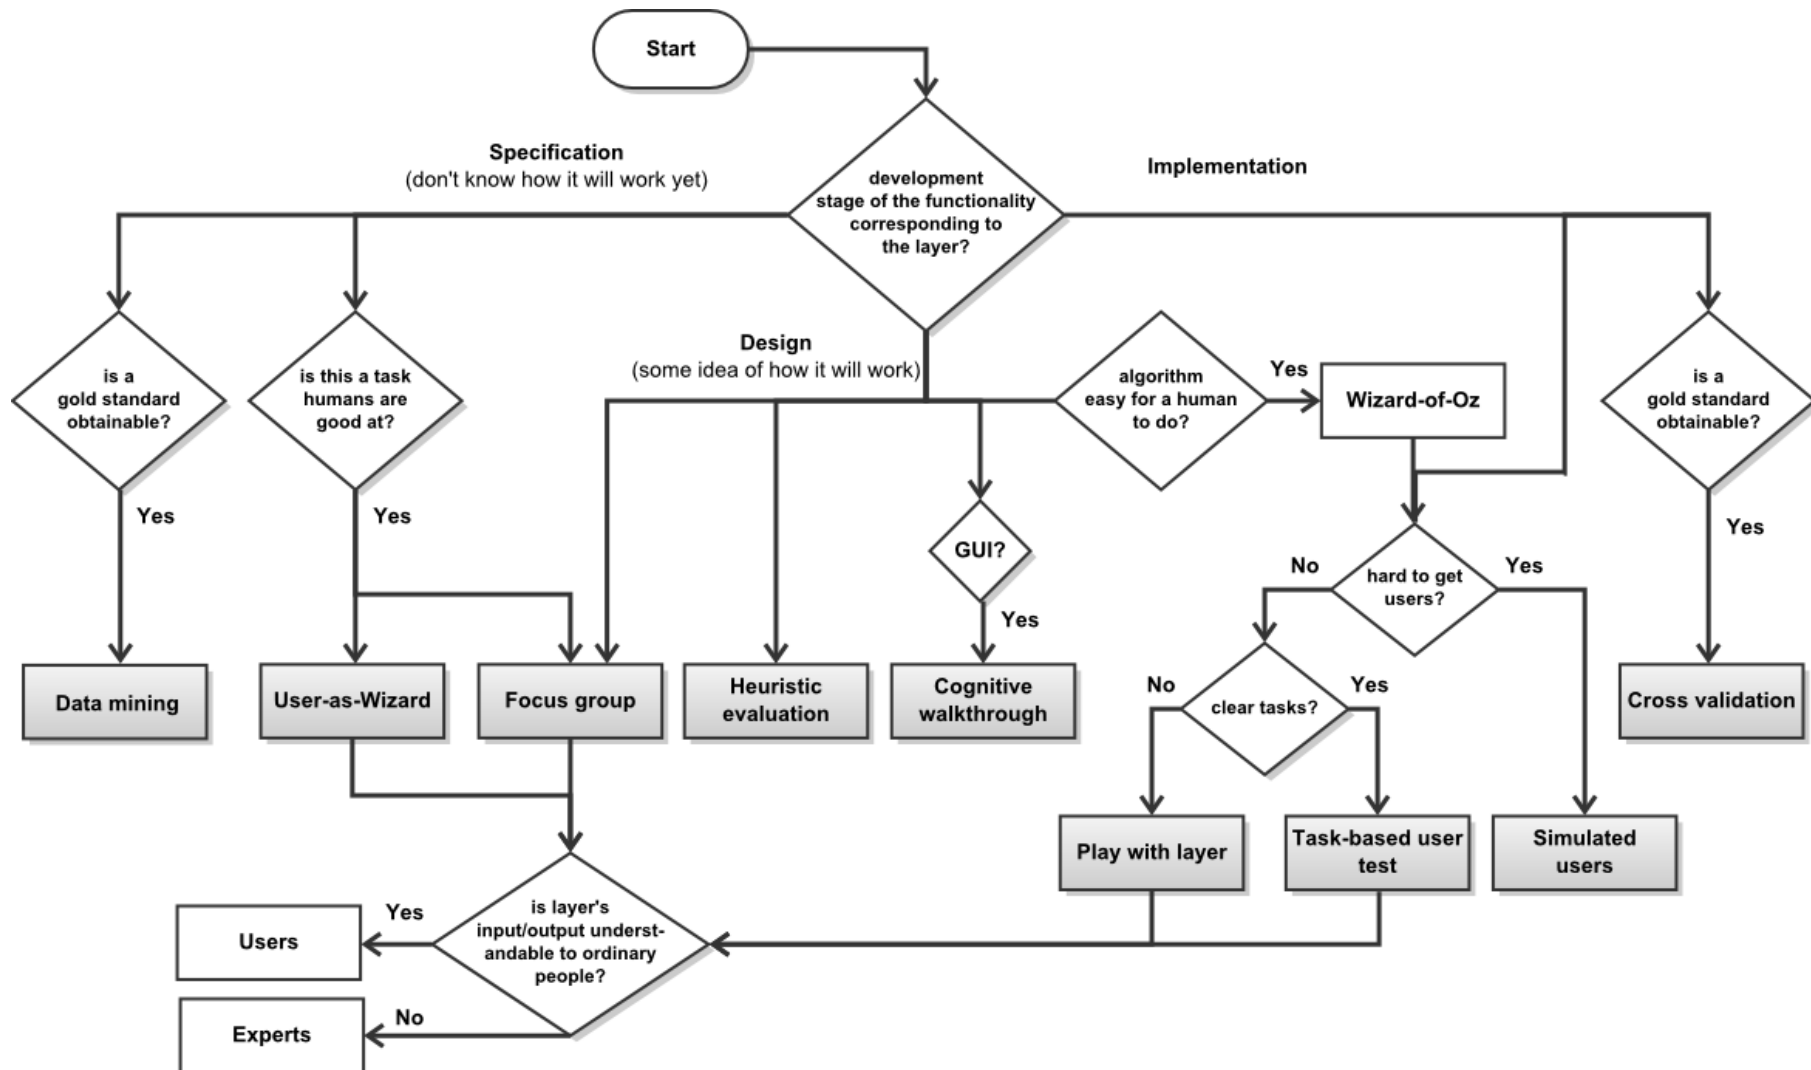 Start
Specification
(don't know how it will work yet)
Implementation
development
stage of the functionality
corresponding to
the layer?
Design
(some idea of how it will work)
is a
gold standard
obtainable?
is this a task
humans are
good at?
algorithm
easy for a human
to do?
Yes
Wizard-of-Oz
is a
gold standard
obtainable?
Yes
Yes
GUI?
Yes
No
hard to get
users?
Yes
Yes
Data mining
User-as-Wizard
Focus group
Heuristic
evaluation
Cognitive
walkthrough
No
clear tasks?
Yes
Cross validation
Play with layer
Task-based user
test
Simulated
users
Users
Yes
is layer's
input/output underst-
andable to ordinary
people?
Experts
No